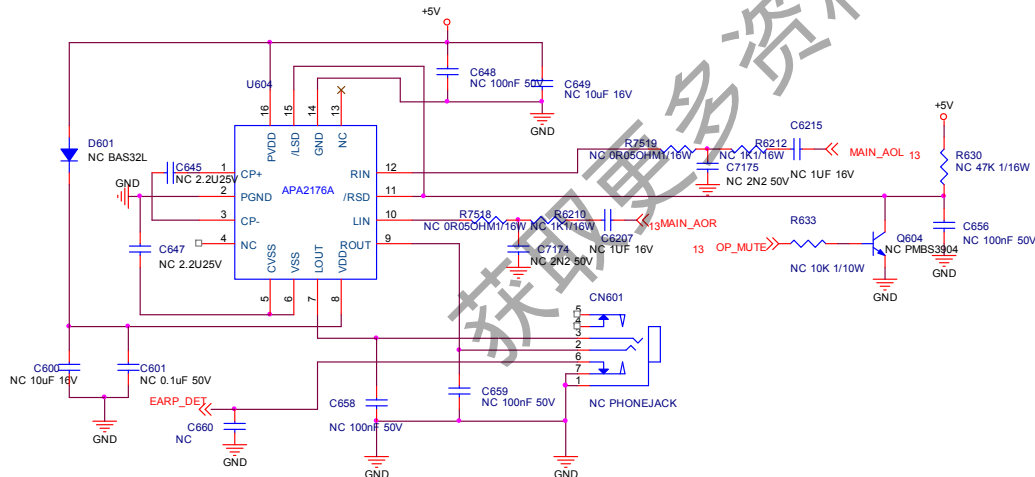 +5V
C648
NC 100nF 50V
C649
NC 10uF 16V
GND
U604
16
15
14
13
PVDD
/LSD
GND
NC
D601
NC BAS32L
C645
NC 2.2U25V
GND
1
2
3
4
CP+
PGND
CP-
NC
APA2176A
RIN
/RSD
LIN
ROUT
12
11
10
9
C647
NC 2.2U25V
CVSS
VSS
LOUT
VDD
5
6
7
8
R7519
NC 0R05OHM1/16W
R6212
NC 1K1/16W
C6215
NC 1UF 16V
MAIN_AOL 13
C7175
NC 2N2 50V
GND
R7518
NC 0R05OHM1/16W
R6210
NC 1K1/16W
C6207
NC 1UF 16V
13 MAIN_AOR
C7174
NC 2N2 50V
GND
+5V
R630
NC 47K 1/16W
R633
NC 10K 1/10W
13 OP_MUTE
Q604
NC PMBS3904
GND
C656
NC 100nF 50V
GND
CN601
5
4
3
2
6
7
1
NC PHONEJACK
C600
NC 10uF 16V
C601
NC 0.1uF 50V
GND
EARP_DET
C660
NC
GND
C658
NC 100nF 50V
GND
C659
NC 100nF 50V
GND
获取更多资